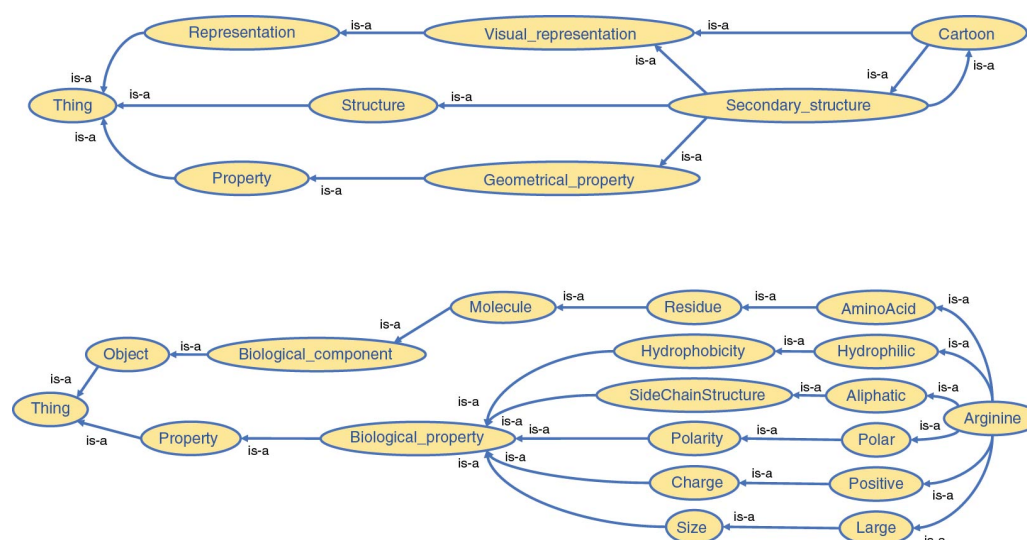 Representation
is-a
Visual_representation
is-a
Cartoon
is-a
is-a
is-a
is-a
Thing
is-a
Structure
is-a
Secondary_structure
is-a
is-a
Property
is-a
Geometrical_property
Molecule
is-a
Residue
is-a
AminoAcid
is-a
is-a
Object
is-a
Biological_component
Hydrophobicity
is-a
Hydrophilic
is-a
is-a
Thing
is-a
SideChainStructure
is-a
Aliphatic
is-a
is-a
Arginine
is-a
Property
is-a
Biological_property
is-a
is-a
Polarity
is-a
Polar
is-a
is-a
is-a
Charge
is-a
Positive
is-a
Size
is-a
Large
is-a